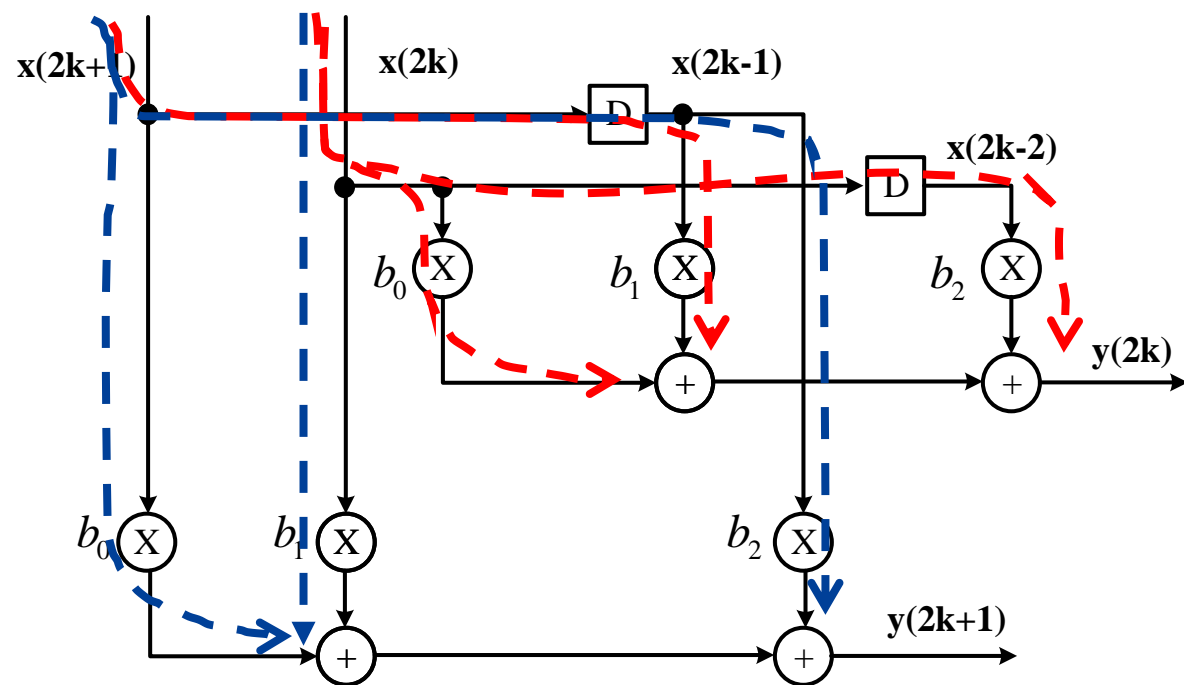 x(2k+1) x(2k) x(2k-1)
D
x(2k-2)
D
b₀ X b₁ X b₂ X
y(2k)
+ +
b₀ X b₁ X b₂ X
y(2k+1)
+ +